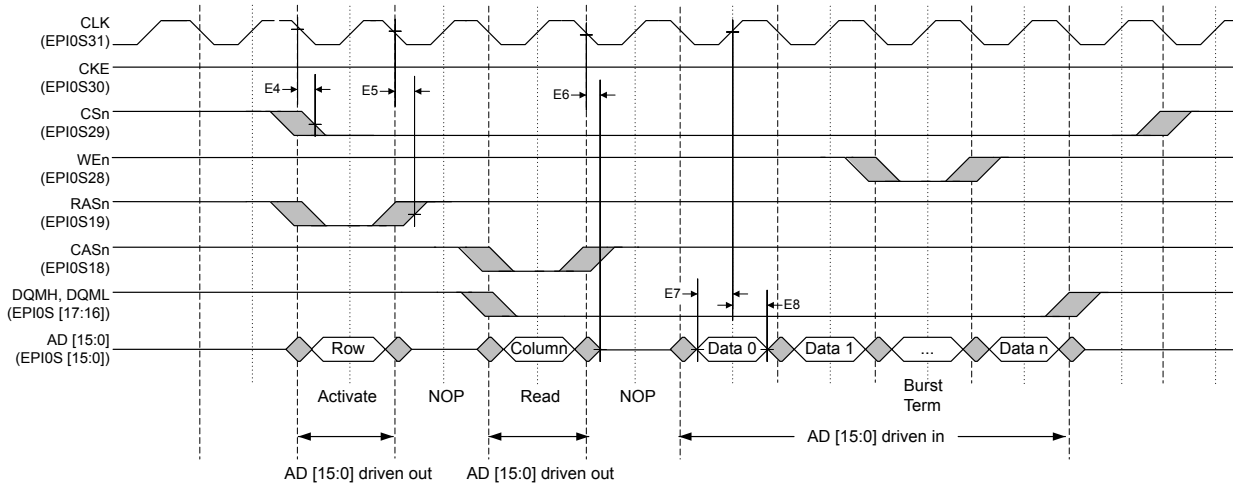 CLK
(EPI0S31)
CKE
(EPI0S30)
E4
E5
E6
CSn
(EPI0S29)
WEn
(EPI0S28)
RASn
(EPI0S19)
CASn
(EPI0S18)
DQMH, DQML
(EPI0S [17:16])
E7
E8
AD [15:0]
(EPI0S [15:0])
Row
Column
Data 0
Data 1
...
Data n
Activate
NOP
Read
NOP
Burst
Term
AD [15:0] driven in
AD [15:0] driven out
AD [15:0] driven out